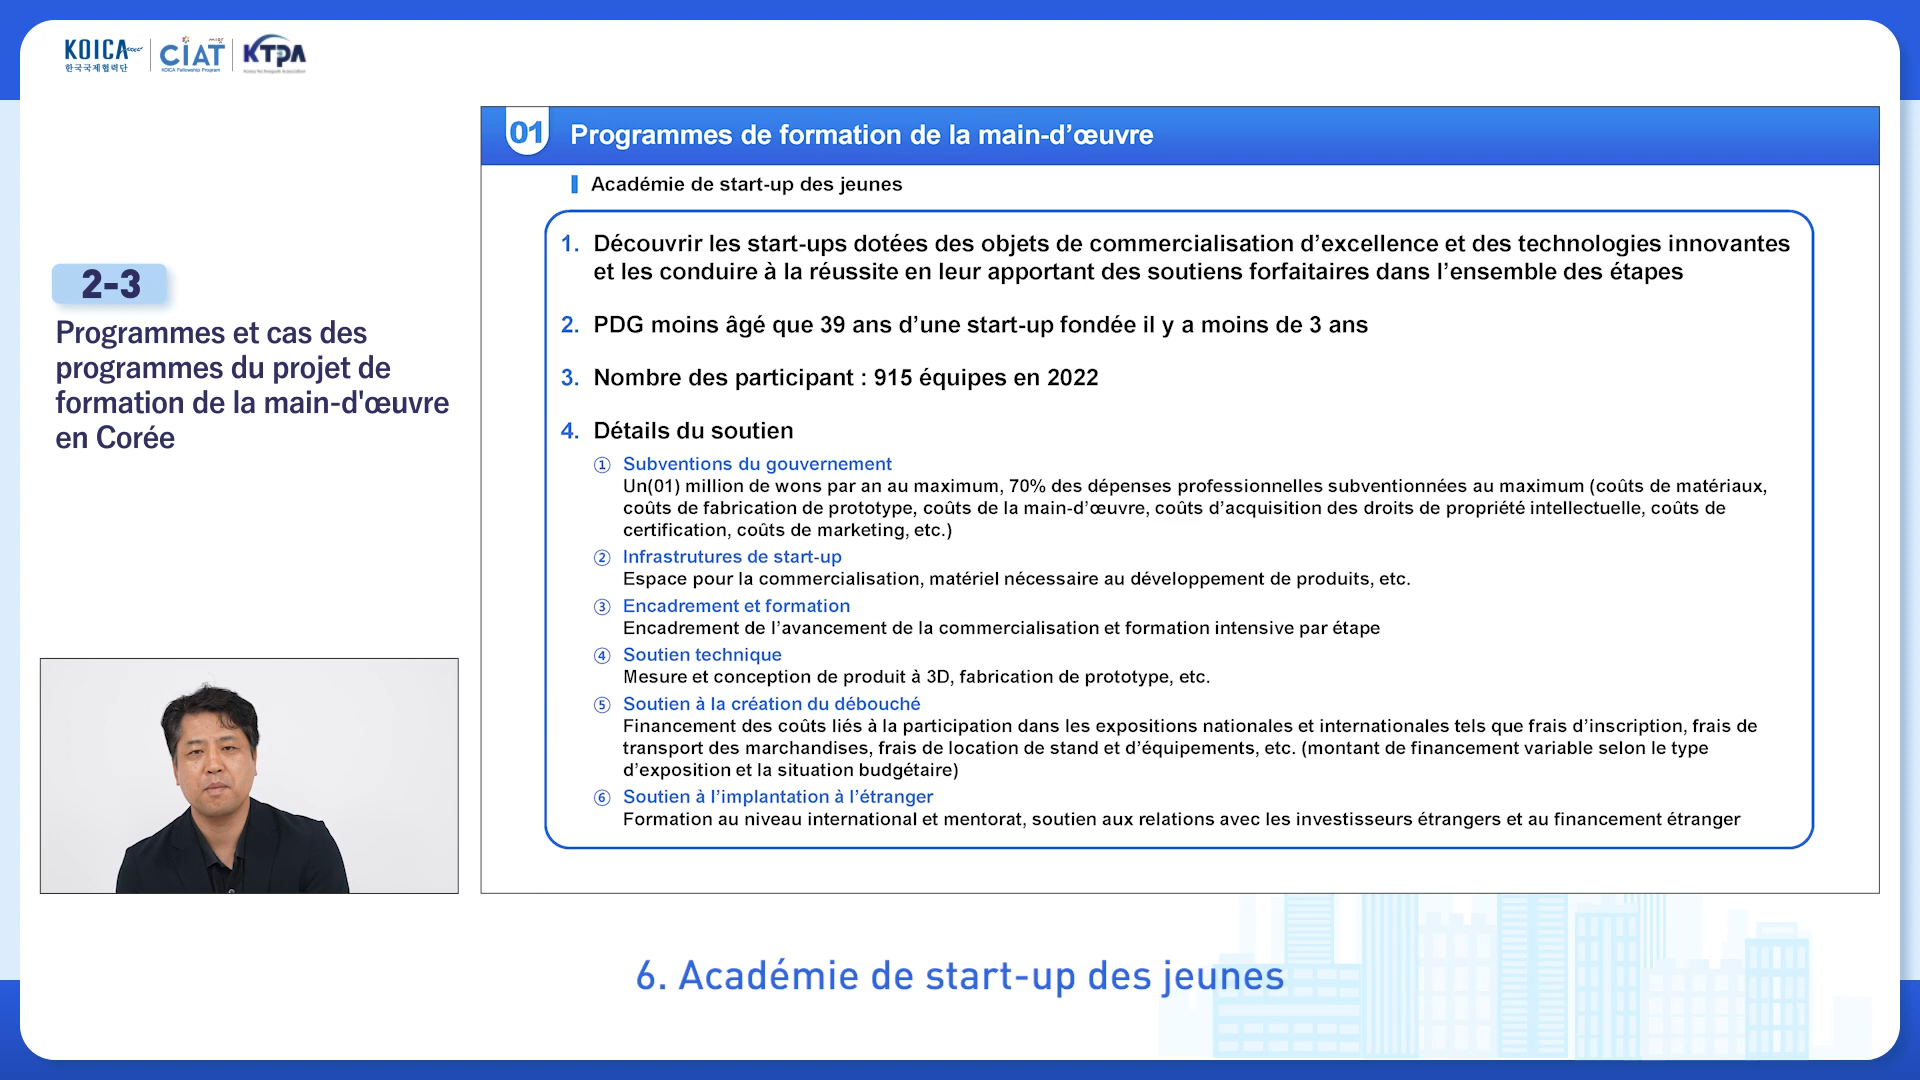 KOICA
한국국제협력단
CIAT
KOICA Fellowship Program
KTPA
Korea Technopark Association
2-3
Programmes et cas des
programmes du projet de
formation de la main-d'œuvre
en Corée
01 Programmes de formation de la main-d’œuvre
Académie de start-up des jeunes
1. Découvrir les start-ups dotées des objets de commercialisation d’excellence et des technologies innovantes
et les conduire à la réussite en leur apportant des soutiens forfaitaires dans l’ensemble des étapes
2. PDG moins âgé que 39 ans d’une start-up fondée il y a moins de 3 ans
3. Nombre des participant : 915 équipes en 2022
4. Détails du soutien
① Subventions du gouvernement
Un(01) million de wons par an au maximum, 70% des dépenses professionnelles subventionnées au maximum (coûts de matériaux,
coûts de fabrication de prototype, coûts de la main-d’œuvre, coûts d’acquisition des droits de propriété intellectuelle, coûts de
certification, coûts de marketing, etc.)
② Infrastrutures de start-up
Espace pour la commercialisation, matériel nécessaire au développement de produits, etc.
③ Encadrement et formation
Encadrement de l’avancement de la commercialisation et formation intensive par étape
④ Soutien technique
Mesure et conception de produit à 3D, fabrication de prototype, etc.
⑤ Soutien à la création du débouché
Financement des coûts liés à la participation dans les expositions nationales et internationales tels que frais d’inscription, frais de
transport des marchandises, frais de location de stand et d’équipements, etc. (montant de financement variable selon le type
d’exposition et la situation budgétaire)
⑥ Soutien à l’implantation à l’étranger
Formation au niveau international et mentorat, soutien aux relations avec les investisseurs étrangers et au financement étranger
6. Académie de start-up des jeunes